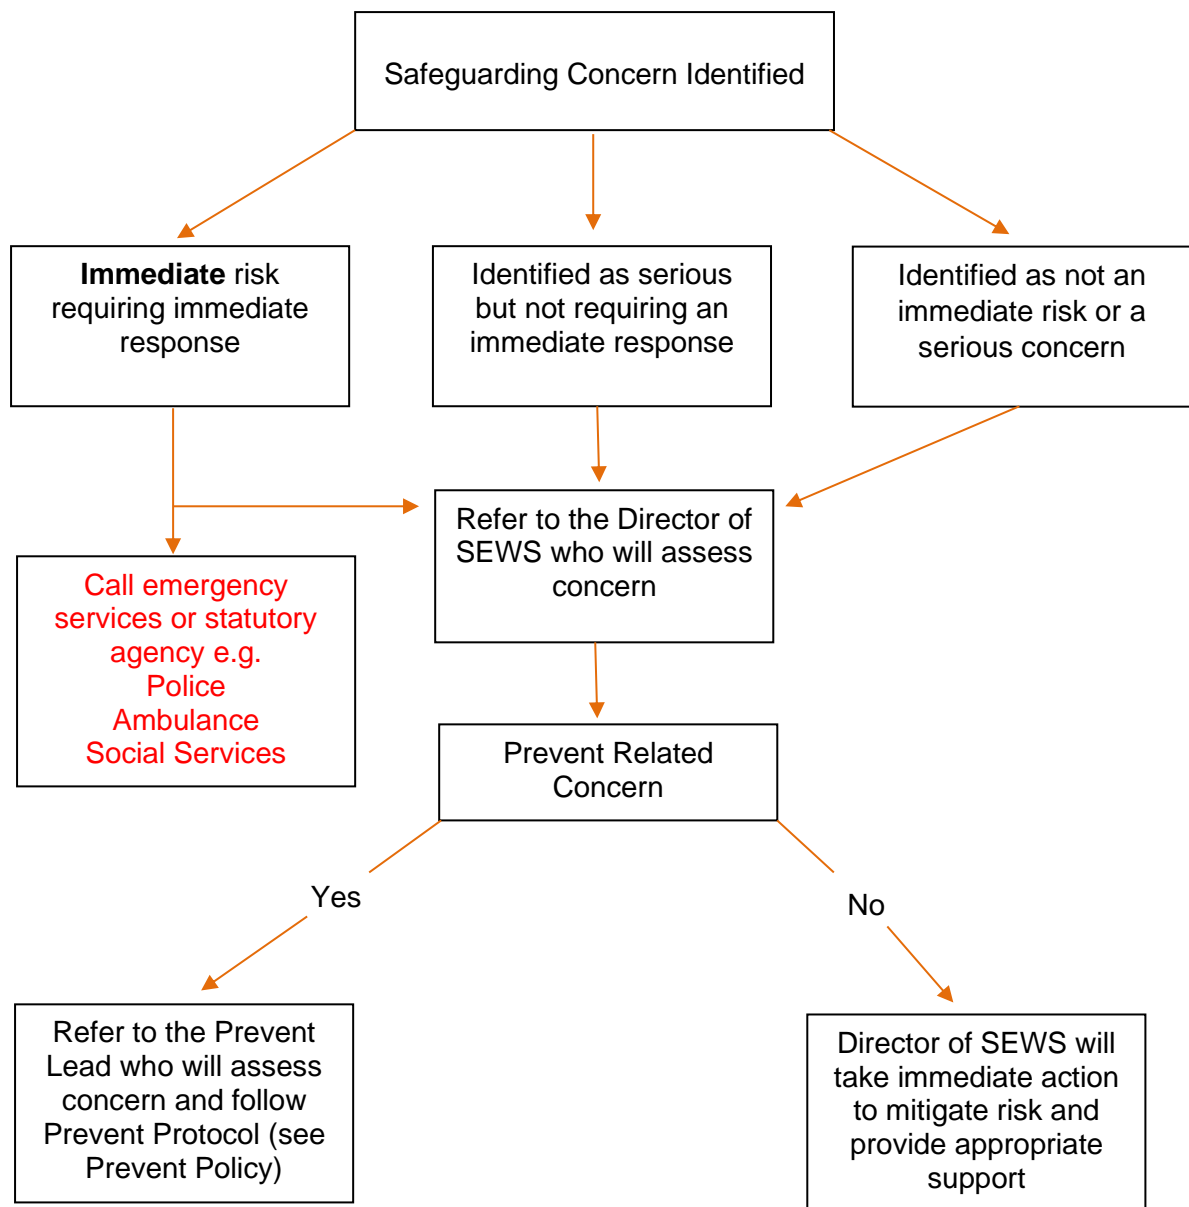 Safeguarding Concern Identified
Immediate risk
requiring immediate
response
Identified as serious
but not requiring an
immediate response
Identified as not an
immediate risk or a
serious concern
Refer to the Director of
SEWS who will assess
concern
Call emergency
services or statutory
agency e.g.
Police
Ambulance
Social Services
Prevent Related
Concern
Yes
No
Refer to the Prevent
Lead who will assess
concern and follow
Prevent Protocol (see
Prevent Policy)
Director of SEWS will
take immediate action
to mitigate risk and
provide appropriate
support